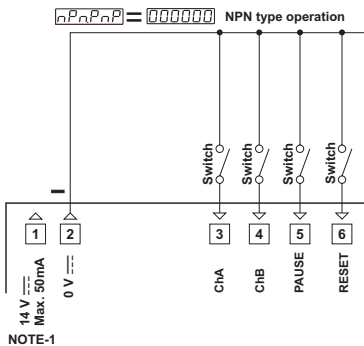 nPnPnP = 000000 NPN type operation
Switch Switch Switch Switch
1 2 3 4 5 6
14 V
Max. 50mA
0 V
ChA
ChB
PAUSE
RESET
NOTE-1